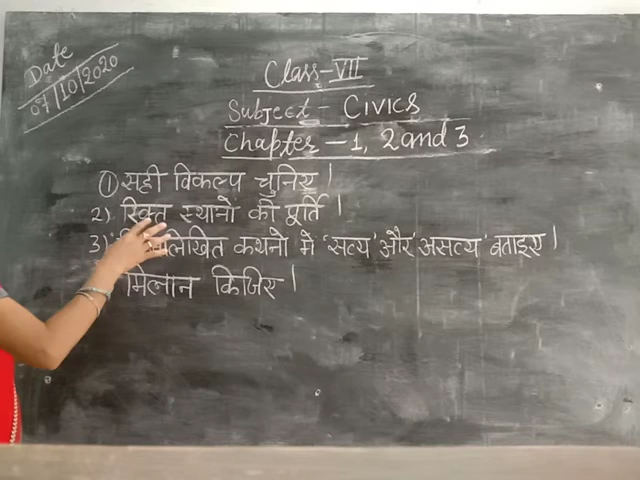 Date
07/10/2020
Class-VII
Subject - Civics
Chapter - 1, 2 and 3
① सही विकल्प चुनिए।
2) रिक्त स्थानों की पूर्ति।
3) लिखित कथनो में 'सत्य' और 'असत्य' बताइए।
मिलान किजिए।